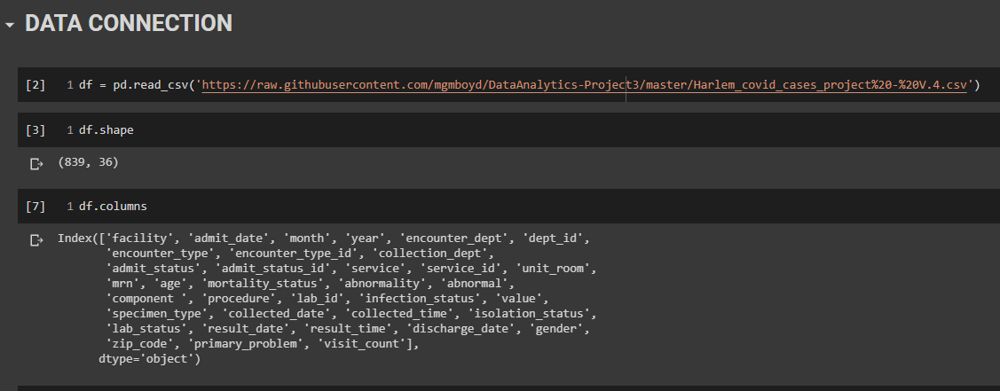 DATA CONNECTION
[2] 1 df = pd.read_csv('https://raw.githubusercontent.com/mgmboyd/DataAnalytics-Project3/master/Harlem_covid_cases_project%20-%20V.4.csv')
[3] 1 df.shape
(839, 36)
[7] 1 df.columns
Index(['facility', 'admit_date', 'month', 'year', 'encounter_dept', 'dept_id',
'encounter_type', 'encounter_type_id', 'collection_dept',
'admit_status', 'admit_status_id', 'service', 'service_id', 'unit_room',
'mrn', 'age', 'mortality_status', 'abnormality', 'abnormal',
'component ', 'procedure', 'lab_id', 'infection_status', 'value',
'specimen_type', 'collected_date', 'collected_time', 'isolation_status',
'lab_status', 'result_date', 'result_time', 'discharge_date', 'gender',
'zip_code', 'primary_problem', 'visit_count'],
dtype='object')